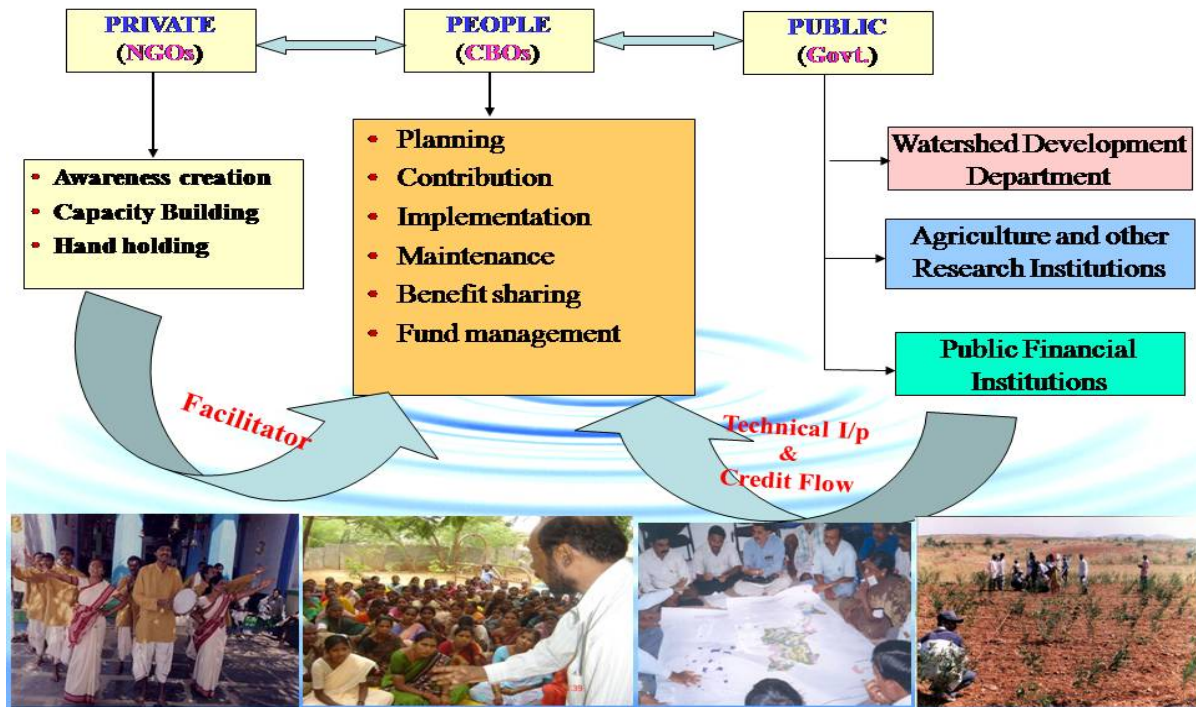 PRIVATE
(NGOs)
PEOPLE
(CBOs)
PUBLIC
(Govt.)
• Awareness creation
• Capacity Building
• Hand holding
• Planning
• Contribution
• Implementation
• Maintenance
• Benefit sharing
• Fund management
Watershed Development
Department
Agriculture and other
Research Institutions
Public Financial
Institutions
Facilitator
Technical I/p
&
Credit Flow